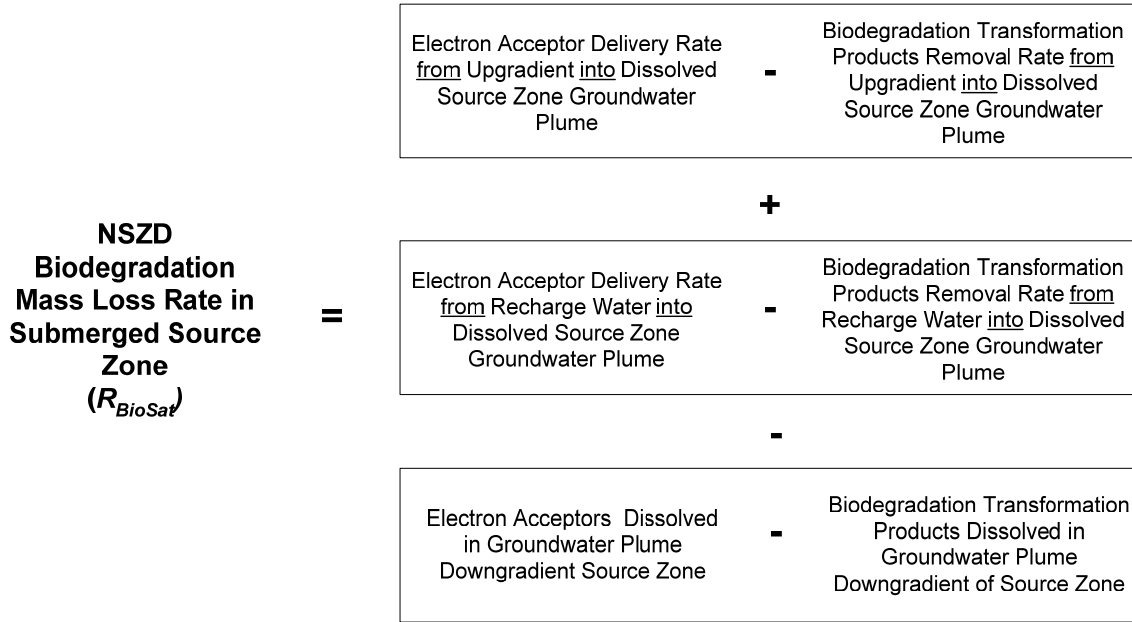 NSZD
Biodegradation
Mass Loss Rate in
Submerged Source
Zone
(R_BioSat)
=
Electron Acceptor Delivery Rate
from Upgradient into Dissolved
Source Zone Groundwater
Plume
-
Biodegradation Transformation
Products Removal Rate from
Upgradient into Dissolved
Source Zone Groundwater
Plume
+
Electron Acceptor Delivery Rate
from Recharge Water into
Dissolved Source Zone
Groundwater Plume
-
Biodegradation Transformation
Products Removal Rate from
Recharge Water into Dissolved
Source Zone Groundwater
Plume
-
Electron Acceptors Dissolved
in Groundwater Plume
Downgradient Source Zone
-
Biodegradation Transformation
Products Dissolved in
Groundwater Plume
Downgradient of Source Zone